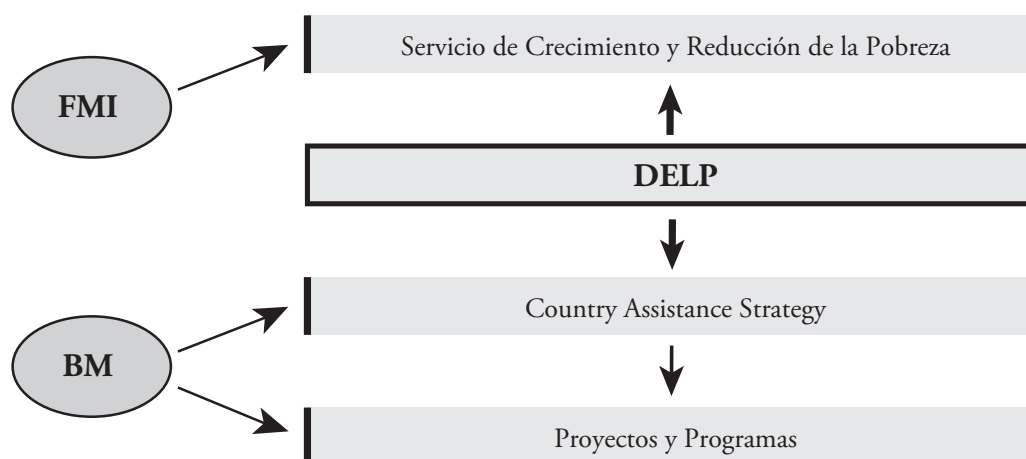 Servicio de Crecimiento y Reducción de la Pobreza
FMI
DELP
Country Assistance Strategy
BM
Proyectos y Programas